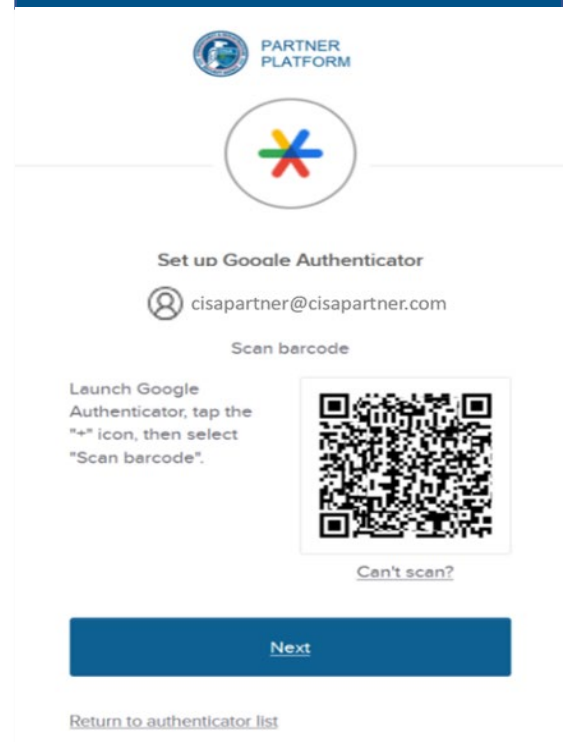 PARTNER
PLATFORM
Set up Google Authenticator
cisapartner@cisapartner.com
Scan barcode
Launch Google
Authenticator, tap the
"+" icon, then select
"Scan barcode".
Can't scan?
Next
Return to authenticator list